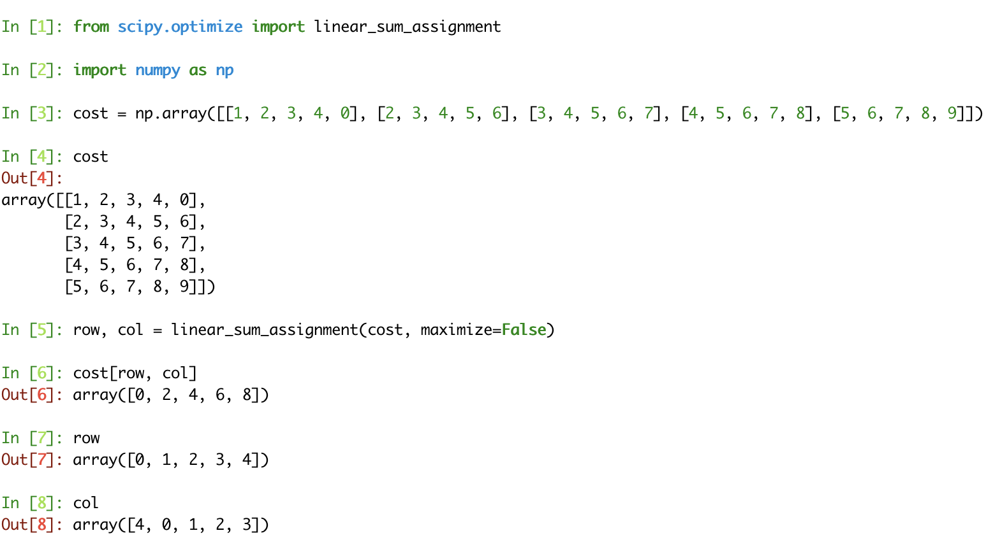 In [1]: from scipy.optimize import linear_sum_assignment
In [2]: import numpy as np
In [3]: cost = np.array([[1, 2, 3, 4, 0], [2, 3, 4, 5, 6], [3, 4, 5, 6, 7], [4, 5, 6, 7, 8], [5, 6, 7, 8, 9]])
In [4]: cost
Out[4]:
array([[1, 2, 3, 4, 0],
[2, 3, 4, 5, 6],
[3, 4, 5, 6, 7],
[4, 5, 6, 7, 8],
[5, 6, 7, 8, 9]])
In [5]: row, col = linear_sum_assignment(cost, maximize=False)
In [6]: cost[row, col]
Out[6]: array([0, 2, 4, 6, 8])
In [7]: row
Out[7]: array([0, 1, 2, 3, 4])
In [8]: col
Out[8]: array([4, 0, 1, 2, 3])